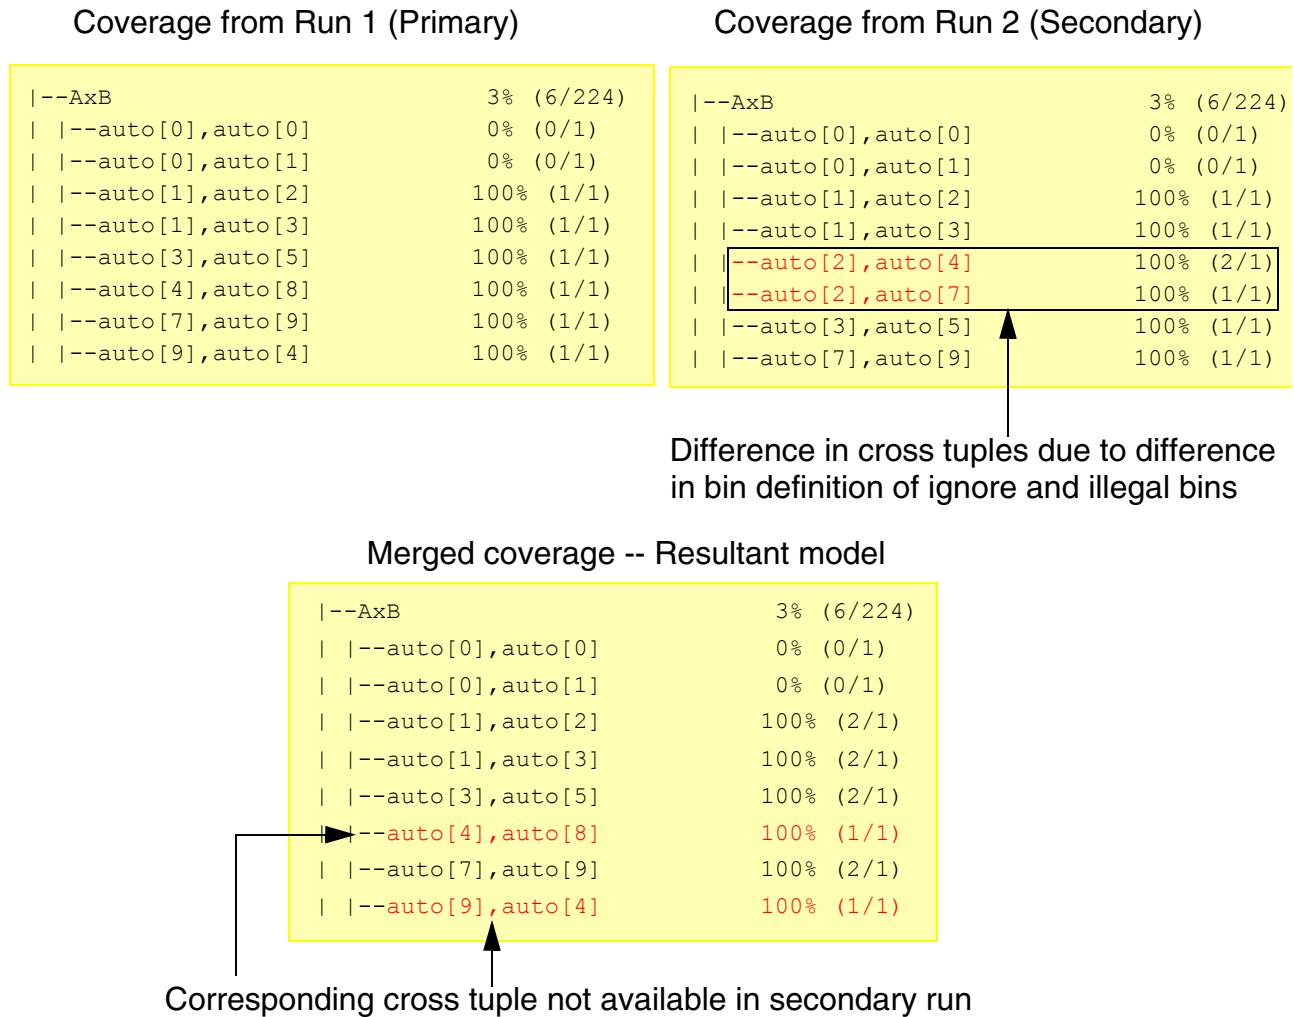 Coverage from Run 1 (Primary)
|--AxB 3% (6/224)
| |--auto[0],auto[0] 0% (0/1)
| |--auto[0],auto[1] 0% (0/1)
| |--auto[1],auto[2] 100% (1/1)
| |--auto[1],auto[3] 100% (1/1)
| |--auto[3],auto[5] 100% (1/1)
| |--auto[4],auto[8] 100% (1/1)
| |--auto[7],auto[9] 100% (1/1)
| |--auto[9],auto[4] 100% (1/1)
Coverage from Run 2 (Secondary)
|--AxB 3% (6/224)
| |--auto[0],auto[0] 0% (0/1)
| |--auto[0],auto[1] 0% (0/1)
| |--auto[1],auto[2] 100% (1/1)
| |--auto[1],auto[3] 100% (1/1)
| |--auto[2],auto[4] 100% (2/1)
| |--auto[2],auto[7] 100% (1/1)
| |--auto[3],auto[5] 100% (1/1)
| |--auto[7],auto[9] 100% (1/1)
Difference in cross tuples due to difference
in bin definition of ignore and illegal bins
Merged coverage -- Resultant model
|--AxB 3% (6/224)
| |--auto[0],auto[0] 0% (0/1)
| |--auto[0],auto[1] 0% (0/1)
| |--auto[1],auto[2] 100% (2/1)
| |--auto[1],auto[3] 100% (2/1)
| |--auto[3],auto[5] 100% (2/1)
| |--auto[4],auto[8] 100% (1/1)
| |--auto[7],auto[9] 100% (2/1)
| |--auto[9],auto[4] 100% (1/1)
Corresponding cross tuple not available in secondary run